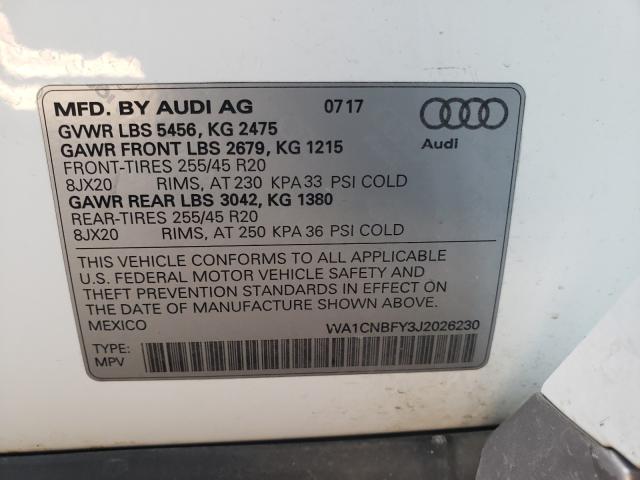 MFD. BY AUDI AG 0717
GVWR LBS 5456, KG 2475
GAWR FRONT LBS 2679, KG 1215
Audi
FRONT-TIRES 255/45 R20
8JX20 RIMS, AT 230 KPA 33 PSI COLD
GAWR REAR LBS 3042, KG 1380
REAR-TIRES 255/45 R20
8JX20 RIMS, AT 250 KPA 36 PSI COLD
THIS VEHICLE CONFORMS TO ALL APPLICABLE
U.S. FEDERAL MOTOR VEHICLE SAFETY AND
THEFT PREVENTION STANDARDS IN EFFECT ON THE
DATE OF MANUFACTURE SHOWN ABOVE.
MEXICO WA1CNBFY3J2026230
TYPE:
MPV